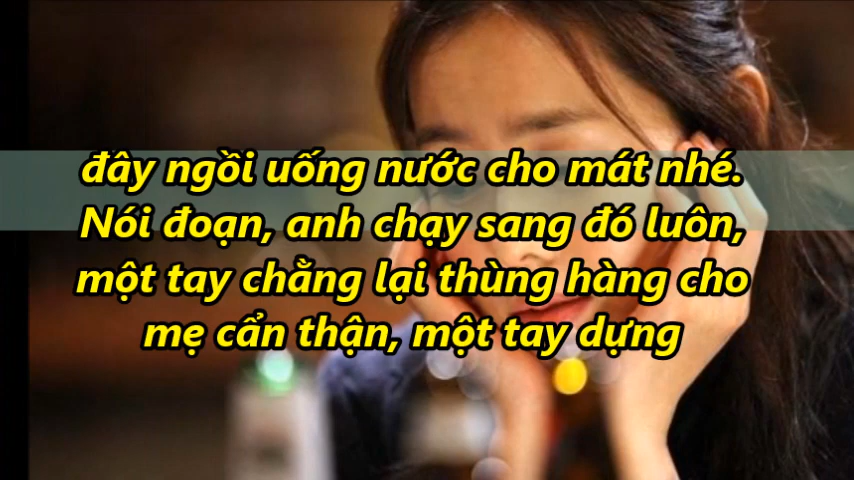 đây ngồi uống nước cho mát nhé.
Nói đoạn, anh chạy sang đó luôn,
một tay chằng lại thùng hàng cho
mẹ cẩn thận, một tay dựng